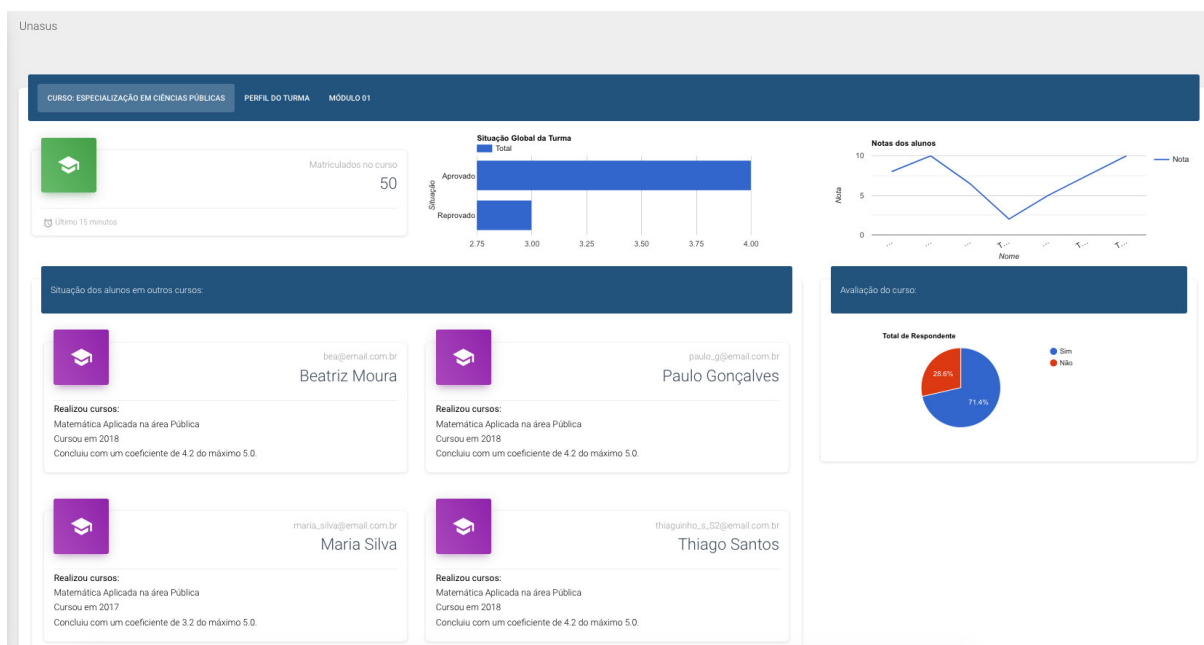 Unasus
CURSO: ESPECIALIZAÇÃO EM CIÊNCIAS PÚBLICAS
PERFIL DO TURMA
MÓDULO 01
Matriculados no curso
50
Último 15 minutos
Situação Global da Turma
Total
Situação
Aprovado
Reprovado
2.75 3.00 3.25 3.50 3.75 4.00
Notas dos alunos
Nota
10
5
0
Nota
... ... ... T... ... T... T...
Nome
Situação dos alunos em outros cursos:
bea@email.com.br
Beatriz Moura
Realizou cursos:
Matemática Aplicada na área Pública
Cursou em 2018
Concluiu com um coeficiente de 4.2 do máximo 5.0.
paulo_g@email.com.br
Paulo Gonçalves
Realizou cursos:
Matemática Aplicada na área Pública
Cursou em 2018
Concluiu com um coeficiente de 4.2 do máximo 5.0.
maria_silva@email.com.br
Maria Silva
Realizou cursos:
Matemática Aplicada na área Pública
Cursou em 2017
Concluiu com um coeficiente de 3.2 do máximo 5.0.
thiaguinho_s_S2@email.com.br
Thiago Santos
Realizou cursos:
Matemática Aplicada na área Pública
Cursou em 2018
Concluiu com um coeficiente de 4.2 do máximo 5.0.
Avaliação do curso:
Total de Respondente
Sim
Não
28.6%
71.4%